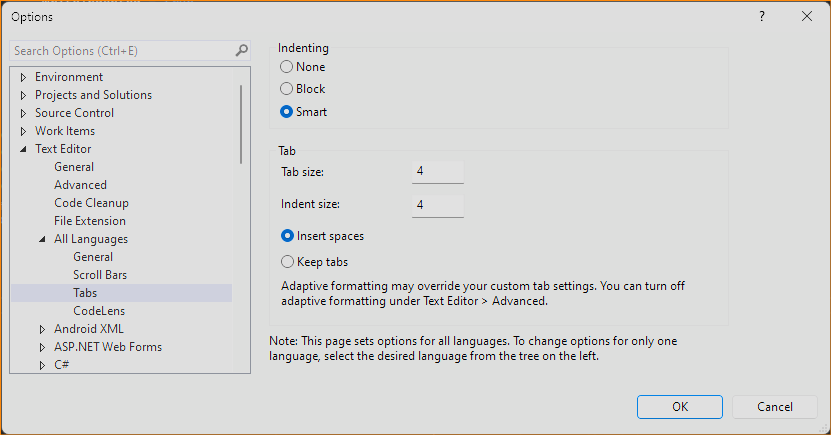 Options
?
Search Options (Ctrl+E)
Environment
Projects and Solutions
Source Control
Work Items
Text Editor
General
Advanced
Code Cleanup
File Extension
All Languages
General
Scroll Bars
Tabs
CodeLens
Android XML
ASP.NET Web Forms
C#
Indenting
None
Block
Smart
Tab
Tab size: 4
Indent size: 4
Insert spaces
Keep tabs
Adaptive formatting may override your custom tab settings. You can turn off
adaptive formatting under Text Editor > Advanced.
Note: This page sets options for all languages. To change options for only one
language, select the desired language from the tree on the left.
OK
Cancel